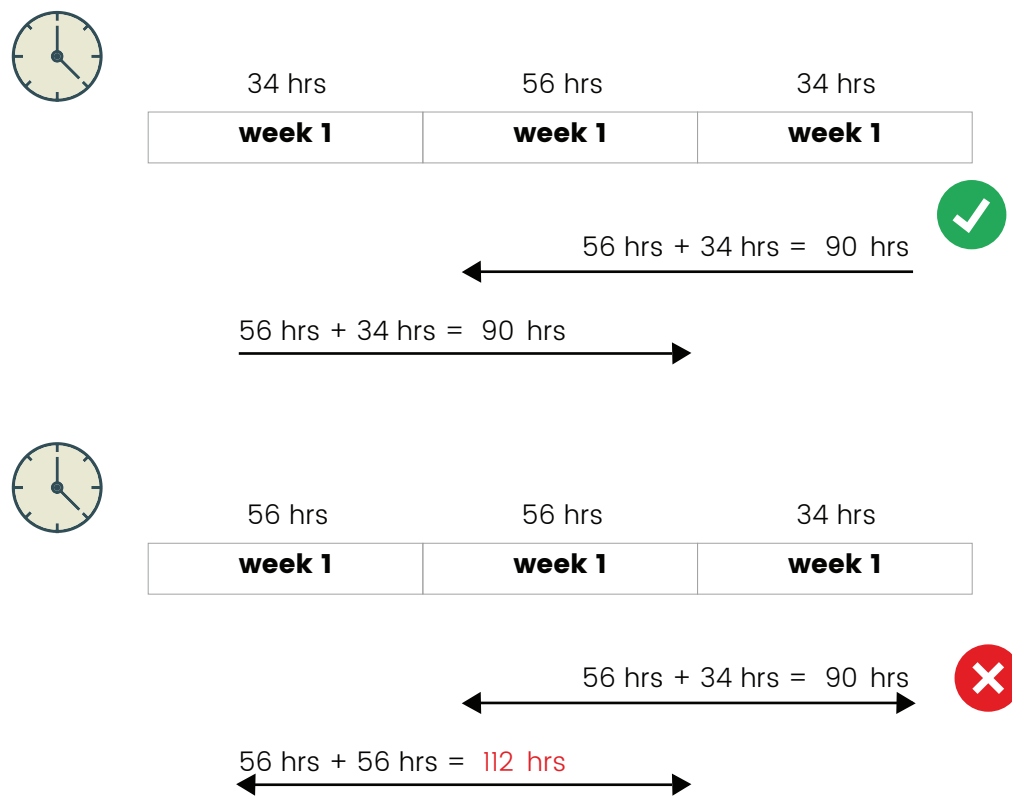 34 hrs 56 hrs 34 hrs
week 1 week 1 week 1
56 hrs + 34 hrs = 90 hrs
56 hrs + 34 hrs = 90 hrs
56 hrs 56 hrs 34 hrs
week 1 week 1 week 1
56 hrs + 34 hrs = 90 hrs
56 hrs + 56 hrs = 112 hrs